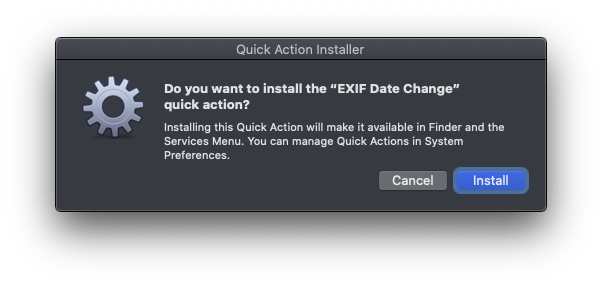 Quick Action Installer
Do you want to install the “EXIF Date Change”
quick action?
Installing this Quick Action will make it available in Finder and the
Services Menu. You can manage Quick Actions in System
Preferences.
Cancel
Install